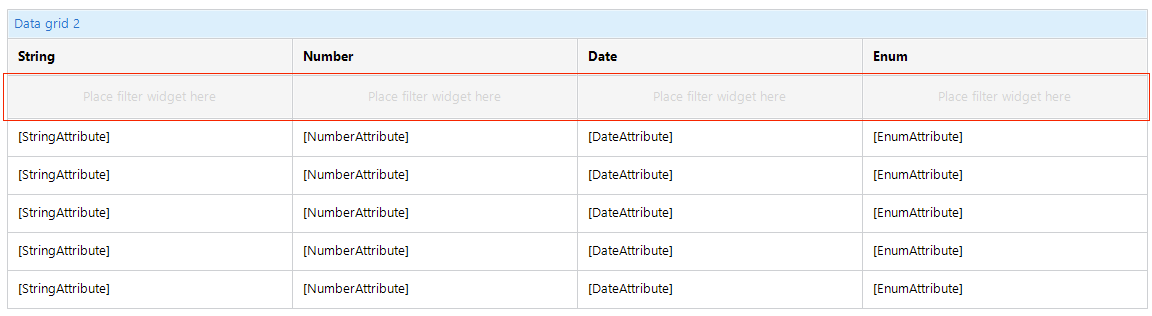 Data grid 2
String Number Date Enum
Place filter widget here Place filter widget here Place filter widget here Place filter widget here
[StringAttribute] [NumberAttribute] [DateAttribute] [EnumAttribute]
[StringAttribute] [NumberAttribute] [DateAttribute] [EnumAttribute]
[StringAttribute] [NumberAttribute] [DateAttribute] [EnumAttribute]
[StringAttribute] [NumberAttribute] [DateAttribute] [EnumAttribute]
[StringAttribute] [NumberAttribute] [DateAttribute] [EnumAttribute]